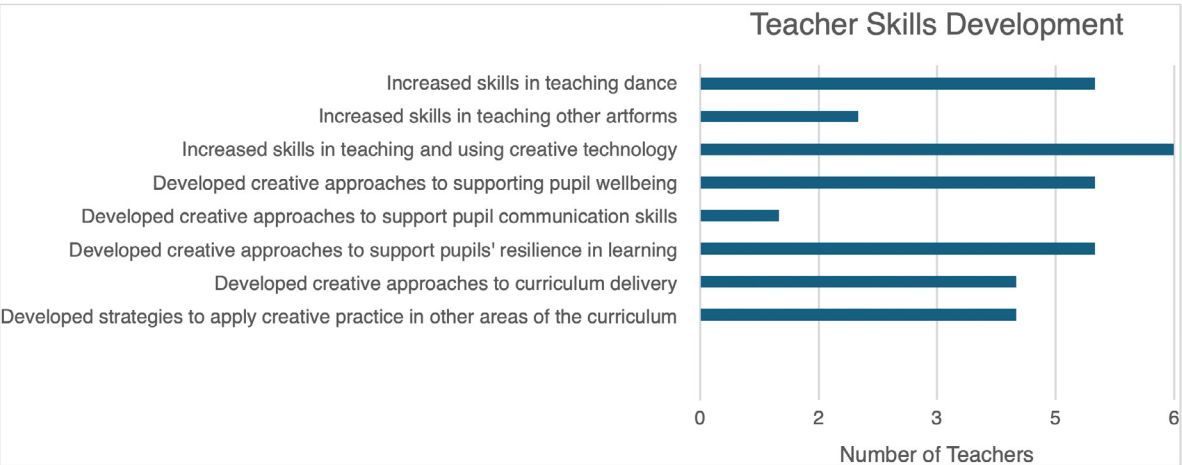 Teacher Skills Development
Increased skills in teaching dance
Increased skills in teaching other artforms
Increased skills in teaching and using creative technology
Developed creative approaches to supporting pupil wellbeing
Developed creative approaches to support pupil communication skills
Developed creative approaches to support pupils' resilience in learning
Developed creative approaches to curriculum delivery
Developed strategies to apply creative practice in other areas of the curriculum
0 2 3 5 6
Number of Teachers